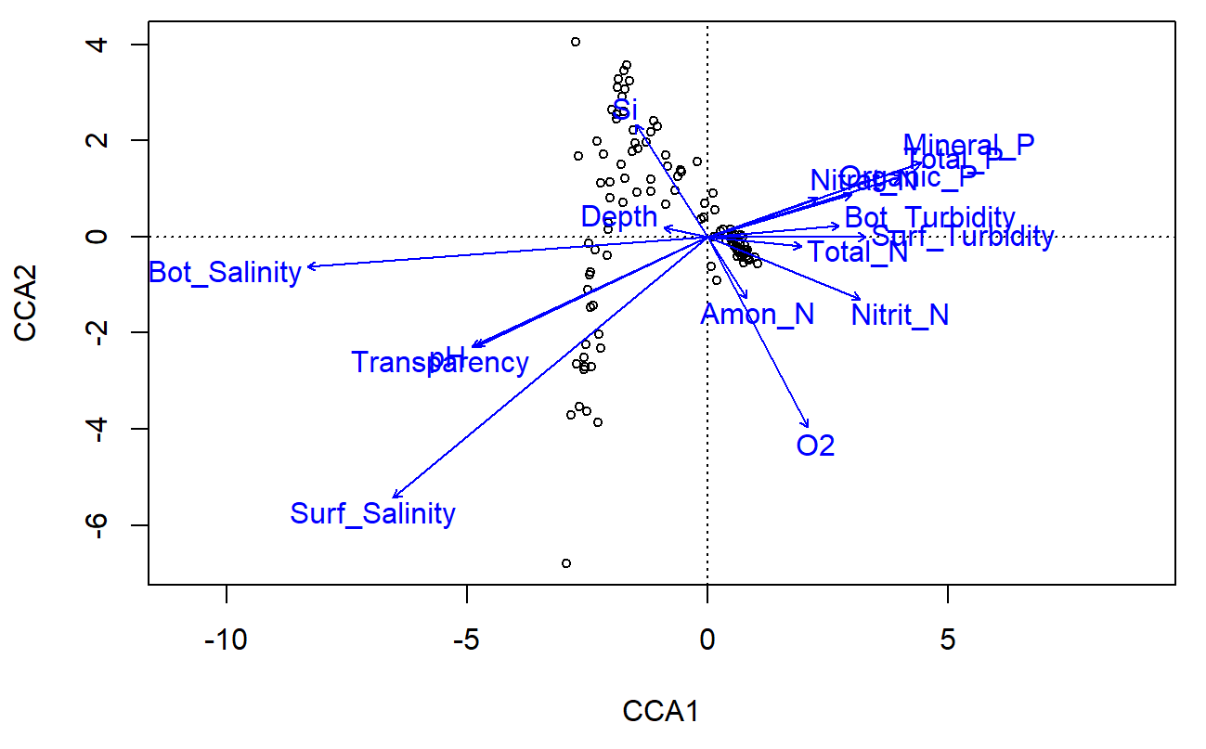 4
Si
2
Mineral_P
Total_P
Organic_P
Nitrat_N
Depth
Bot_Turbidity
0
Surf_Turbidity
Total_N
Bot_Salinity
CCA2
Amon_N
Nitrit_N
-2
pH
Transparency
-4
O2
Surf_Salinity
-6
-10 -5 0 5
CCA1